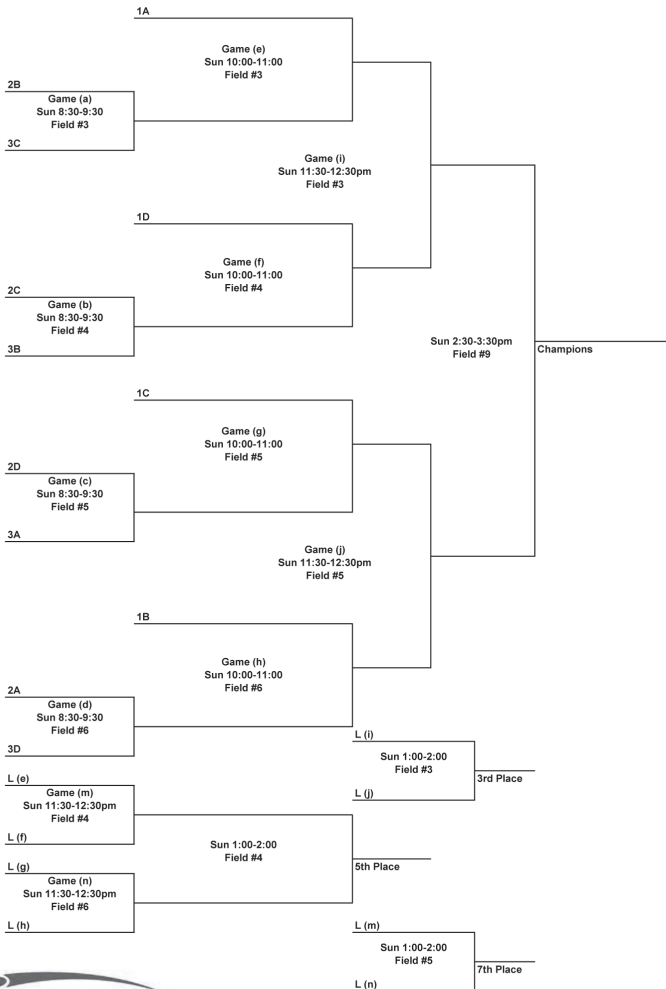 1A
Game (e)
Sun 10:00-11:00
Field #3
2B
Game (a)
Sun 8:30-9:30
Field #3
3C
Game (i)
Sun 11:30-12:30pm
Field #3
1D
Game (f)
Sun 10:00-11:00
Field #4
2C
Game (b)
Sun 8:30-9:30
Field #4
3B
Sun 2:30-3:30pm
Field #9
Champions
1C
Game (g)
Sun 10:00-11:00
Field #5
2D
Game (c)
Sun 8:30-9:30
Field #5
3A
Game (j)
Sun 11:30-12:30pm
Field #5
1B
Game (h)
Sun 10:00-11:00
Field #6
2A
Game (d)
Sun 8:30-9:30
Field #6
3D
L (i)
Sun 1:00-2:00
Field #3
3rd Place
L (j)
L (e)
Game (m)
Sun 11:30-12:30pm
Field #4
L (f)
Sun 1:00-2:00
Field #4
5th Place
L (g)
Game (n)
Sun 11:30-12:30pm
Field #6
L (h)
L (m)
Sun 1:00-2:00
Field #5
7th Place
L (n)